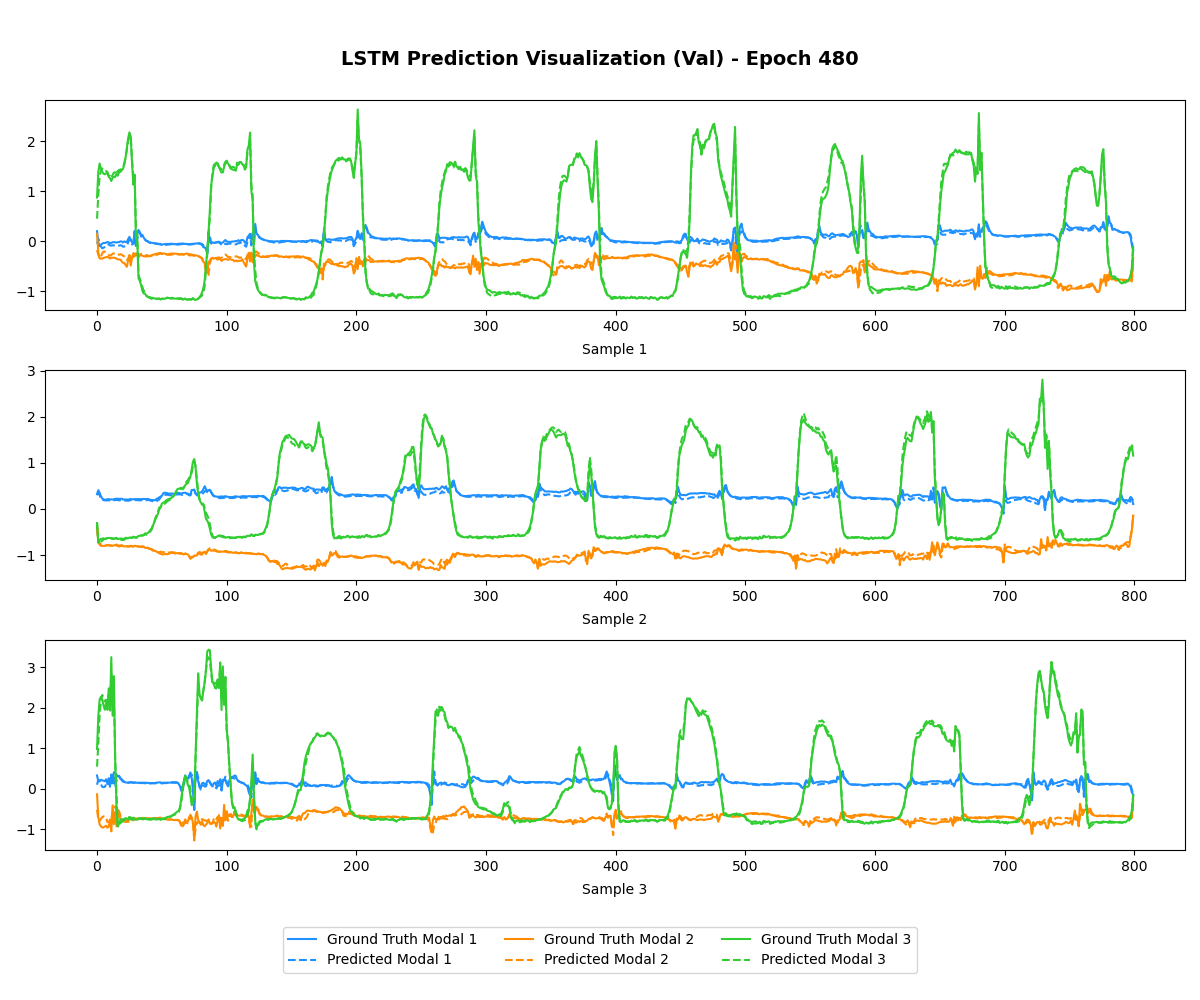 LSTM Prediction Visualization (Val) - Epoch 480
2
1
0
−1
0 100 200 300 400 500 600 700 800
Sample 1
3
2
1
0
−1
0 100 200 300 400 500 600 700 800
Sample 2
3
2
1
0
−1
0 100 200 300 400 500 600 700 800
Sample 3
Ground Truth Modal 1 Ground Truth Modal 2 Ground Truth Modal 3
Predicted Modal 1 Predicted Modal 2 Predicted Modal 3